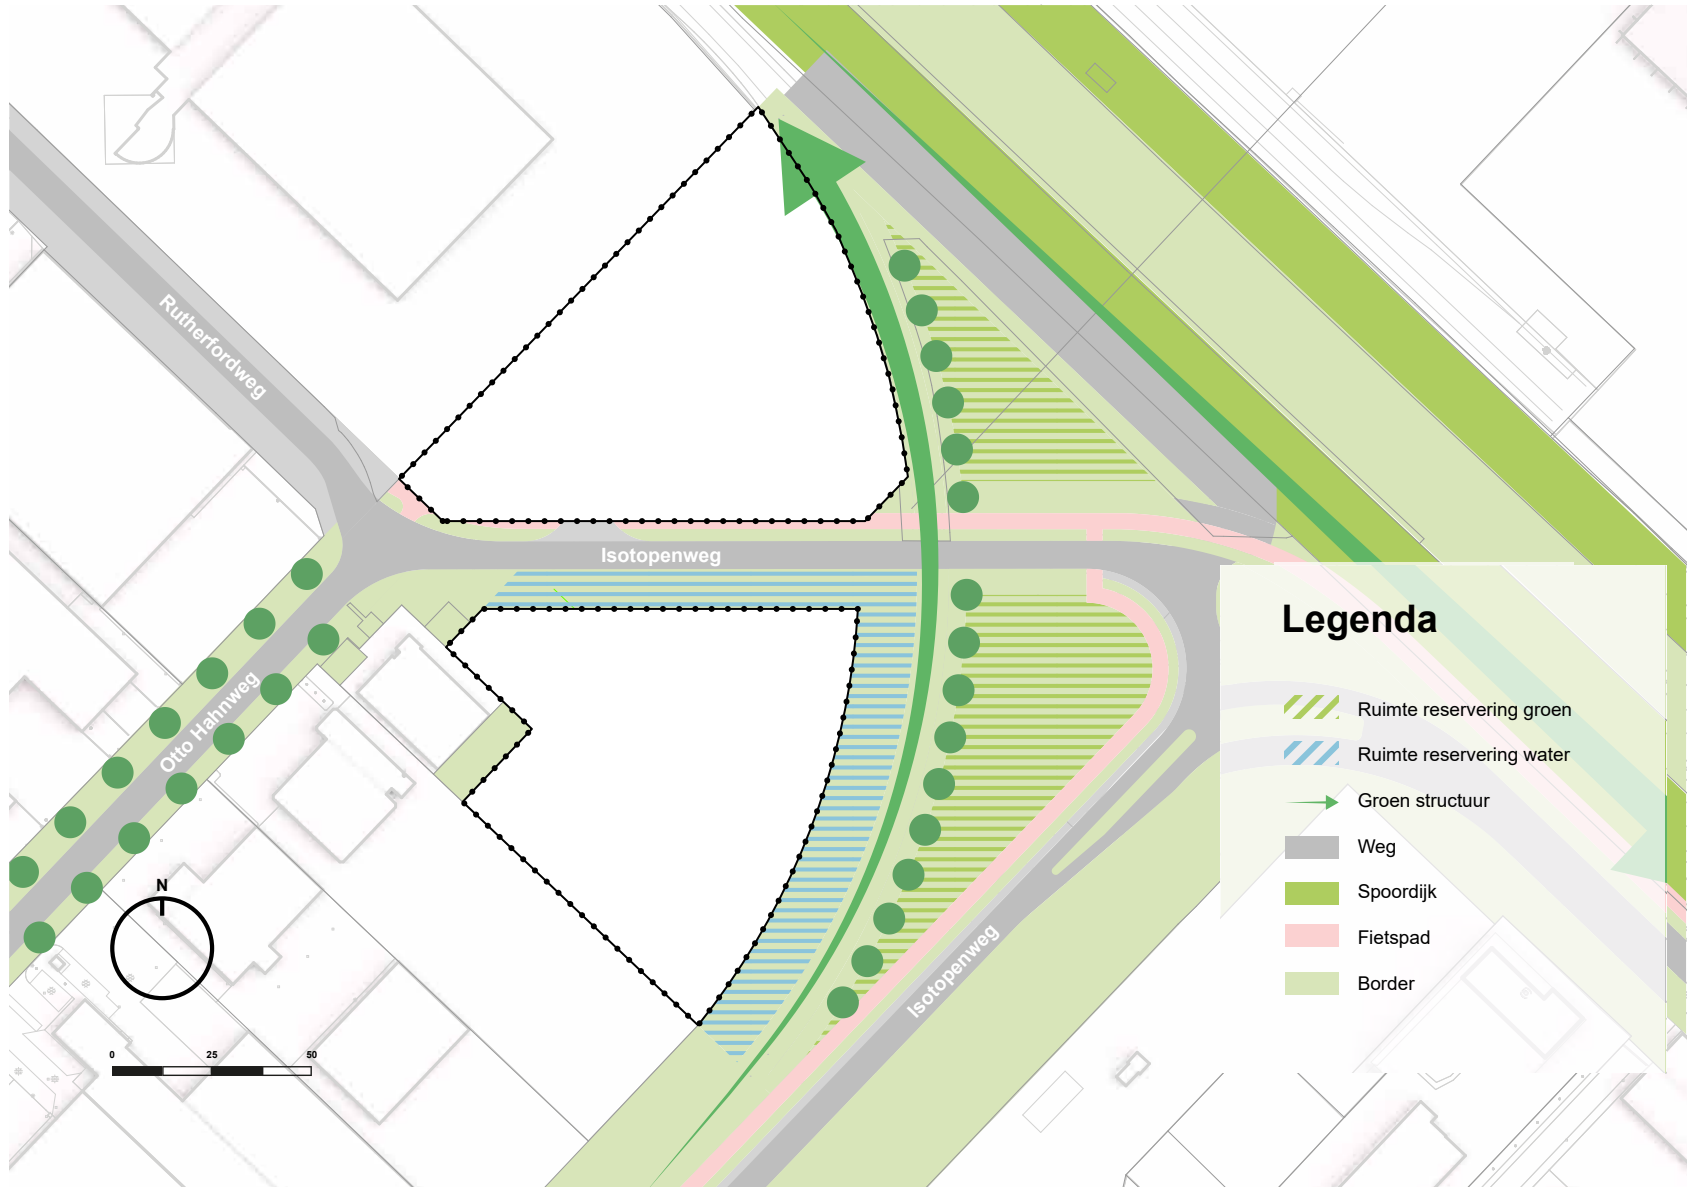 Rutherfordweg
Isotopenweg
Otto Hahnweg
Isotopenweg
N
0 25 50
Legenda
Ruimte reservering groen
Ruimte reservering water
Groen structuur
Weg
Spoordijk
Fietspad
Border